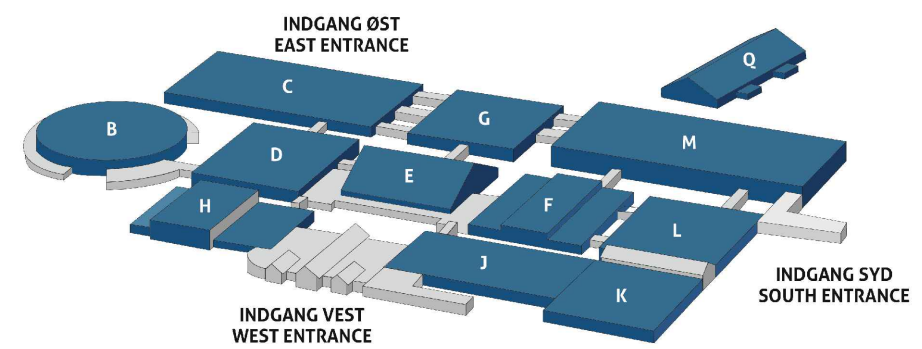 INDGANG ØST
EAST ENTRANCE
C
Q
B
G
M
D
E
H
F
L
J
K
INDGANG SYD
SOUTH ENTRANCE
INDGANG VEST
WEST ENTRANCE